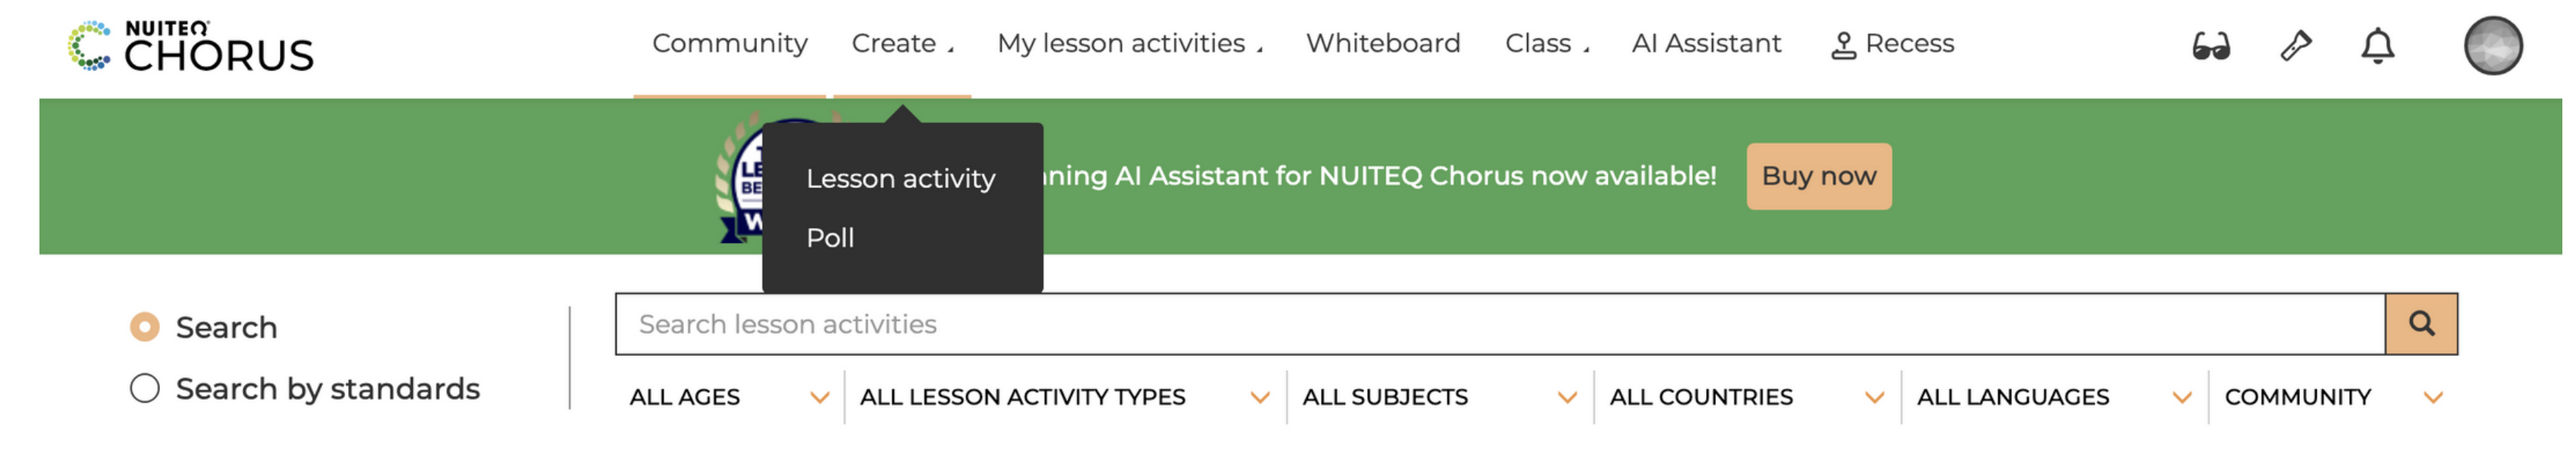 NUITEQ
CHORUS
Community Create My lesson activities Whiteboard Class AI Assistant Recess
Lesson activity
Poll
AI Assistant for NUITEQ Chorus now available!
Buy now
Search
Search by standards
Search lesson activities
ALL AGES ALL LESSON ACTIVITY TYPES ALL SUBJECTS ALL COUNTRIES ALL LANGUAGES COMMUNITY